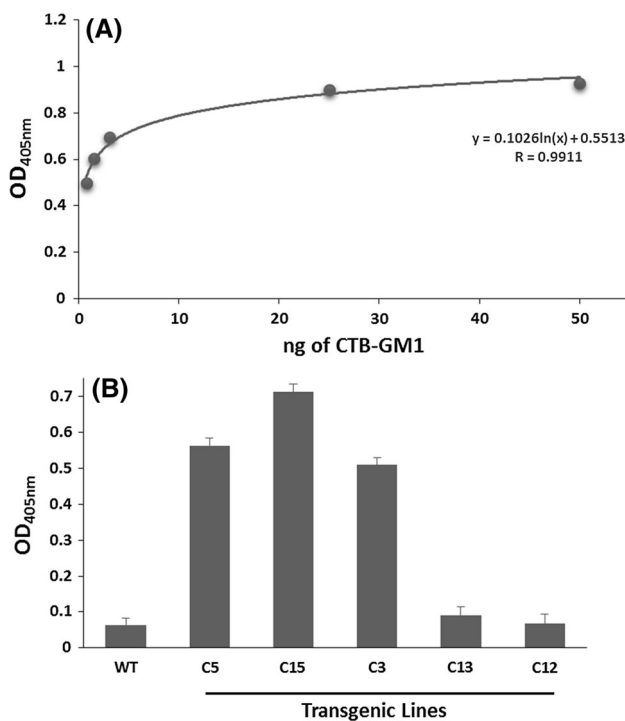 (A)
1.2
1
0.8
0.6
0.4
0.2
0
OD405nm
y = 0.1026ln(x) + 0.5513
R = 0.9911
0 10 20 30 40 50
ng of CTB-GM1
(B)
0.7
0.6
0.5
0.4
0.3
0.2
0.1
0
OD405nm
WT C5 C15 C3 C13 C12
Transgenic Lines